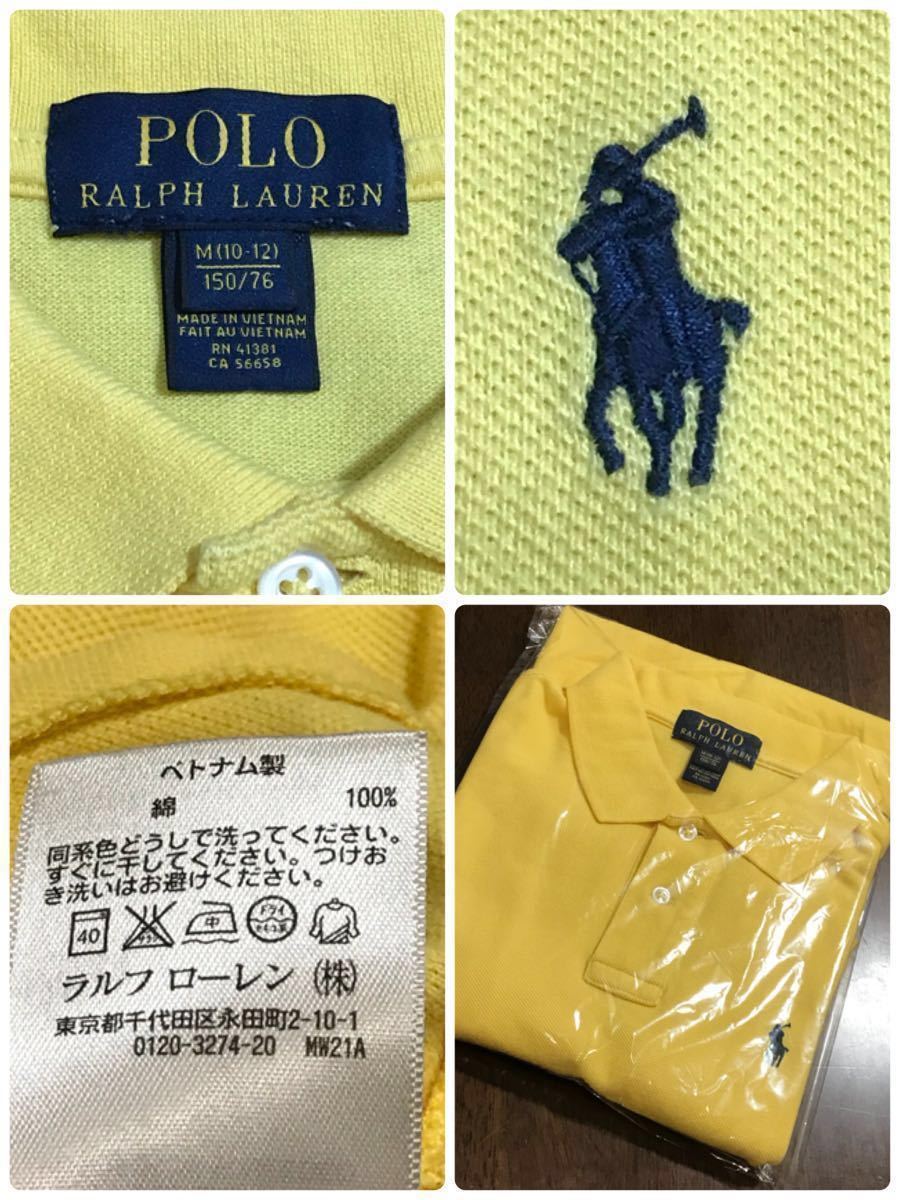 POLO
RALPH LAUREN
M(10-12)
150/76
MADE IN VIETNAM
FAIT AU VIETNAM
RN 41381
CA 56658
ベトナム製
綿 100%
同系色どうしで洗ってください。
すぐに干してください。つけお
き洗いはお避けください。
40 中 ドライ
ラルフ ローレン (株)
東京都千代田区永田町2-10-1
0120-3274-20 MW21A
POLO
RALPH LAUREN